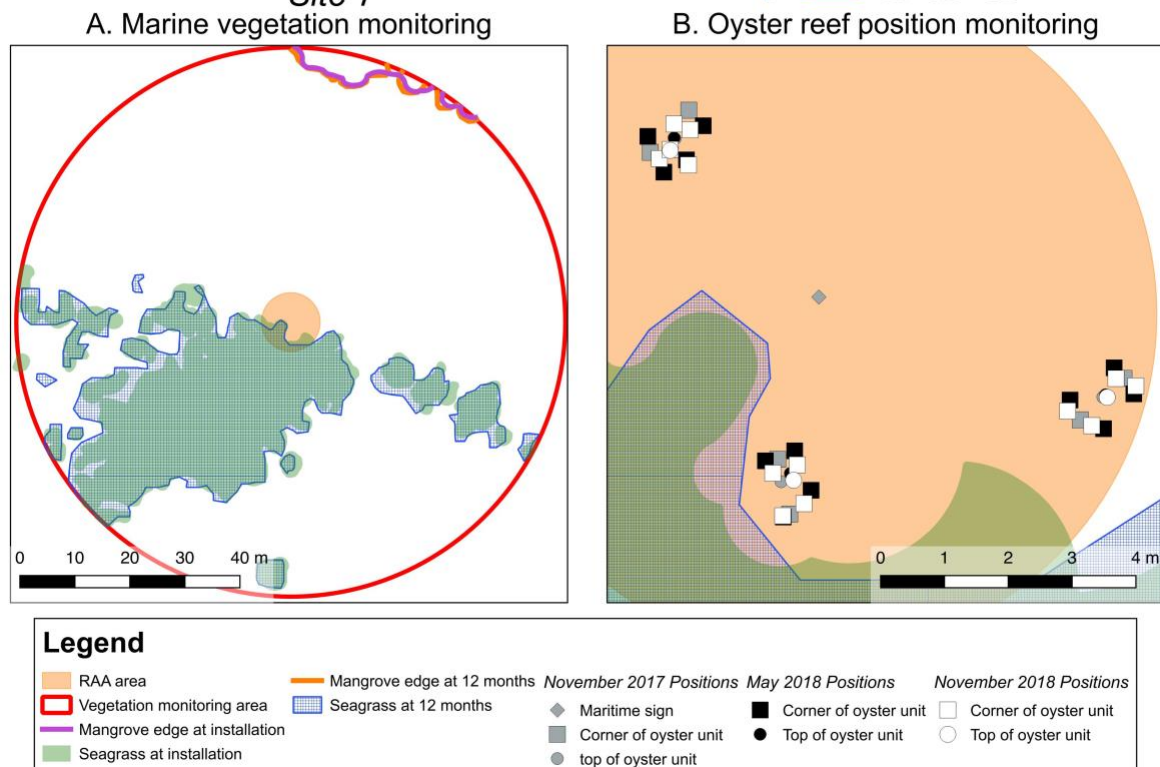 Site 1
A. Marine vegetation monitoring
B. Oyster reef position monitoring
0 10 20 30 40 m
0 1 2 3 4 m
Legend
RAA area
Vegetation monitoring area
Mangrove edge at installation
Seagrass at installation
Mangrove edge at 12 months
Seagrass at 12 months
November 2017 Positions
Maritime sign
Corner of oyster unit
top of oyster unit
May 2018 Positions
Corner of oyster unit
Top of oyster unit
November 2018 Positions
Corner of oyster unit
Top of oyster unit